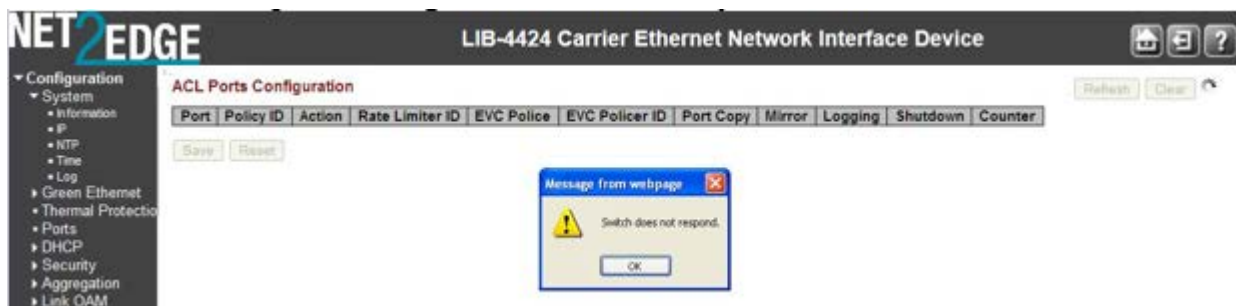 NET2EDGE
LIB-4424 Carrier Ethernet Network Interface Device
?
Configuration
System
Information
IP
NTP
Time
Log
Green Ethernet
Thermal Protectio
Ports
DHCP
Security
Aggregation
Link OAM
ACL Ports Configuration
Refresh Clear
Port Policy ID Action Rate Limiter ID EVC Police EVC Policer ID Port Copy Mirror Logging Shutdown Counter
Save Reset
Message from webpage
Switch does not respond.
OK